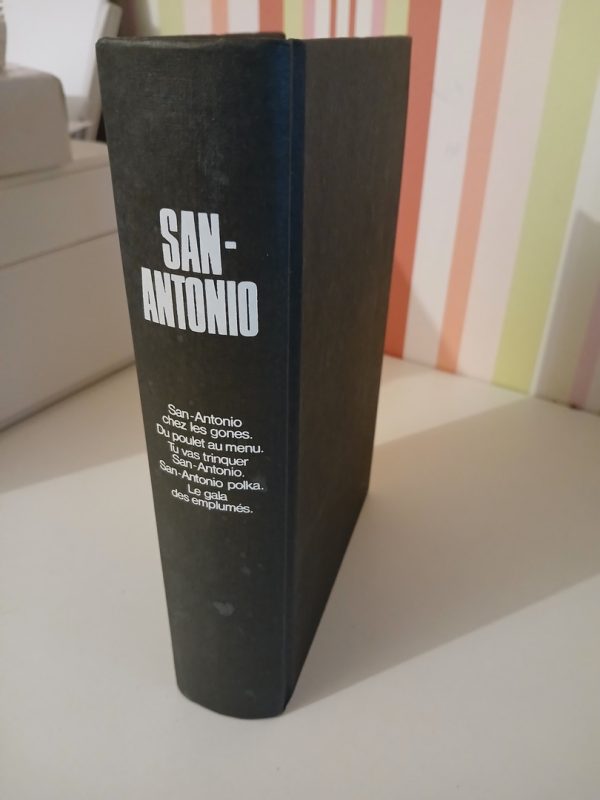 SAN-
ANTONIO
San-Antonio
chez les gones.
Du poulet au menu.
Tu vas trinquer
San-Antonio.
San-Antonio polka.
Le gala
des emplumés.